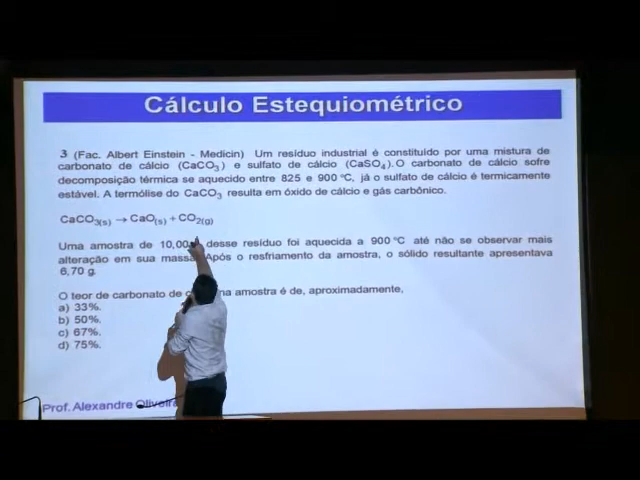 Cálculo Estequiométrico
3 (Fac. Albert Einstein - Medicin) Um resíduo industrial é constituído por uma mistura de
carbonato de cálcio (CaCO₃) e sulfato de cálcio (CaSO₄).O carbonato de cálcio sofre
decomposição térmica se aquecido entre 825 e 900 °C, já o sulfato de cálcio é termicamente
estável. A termólise do CaCO₃ resulta em óxido de cálcio e gás carbônico.
CaCO₃(s) → CaO(s) + CO₂(g)
Uma amostra de 10,00 desse resíduo foi aquecida a 900 °C até não se observar mais
alteração em sua massa. Após o resfriamento da amostra, o sólido resultante apresentava
6,70 g.
O teor de carbonato de na amostra é de, aproximadamente,
a) 33%.
b) 50%.
c) 67%.
d) 75%.
Prof. Alexandre Oliveira